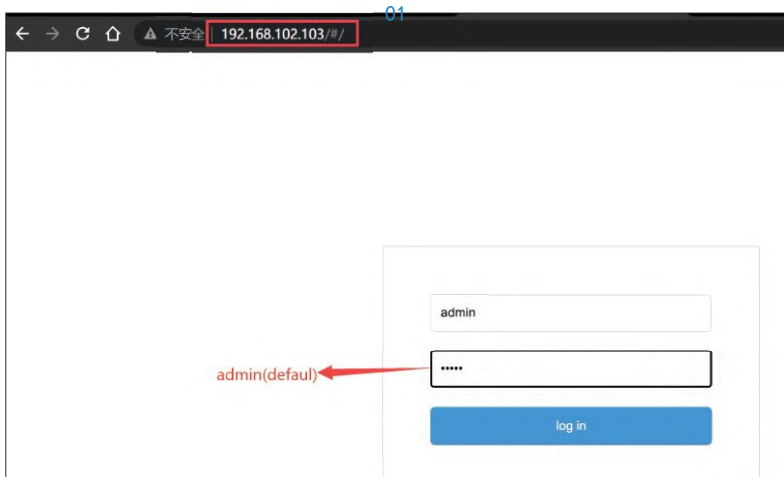 01
不安全 192.168.102.103/#/
admin
admin(defaul)
•••••
log in